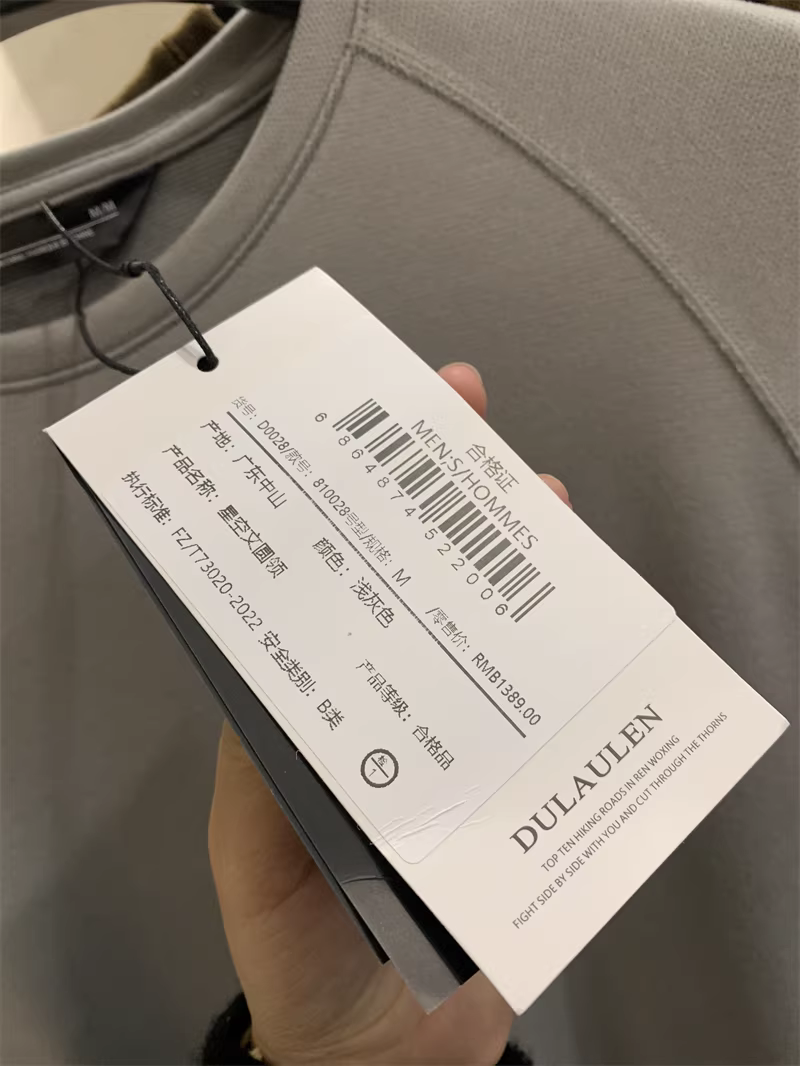 合格证
MEN:S/HOMMES
6 864874 522006
货号: D0028/款号: 810028号型/规格: M /零售价: RMB1389.00
产地: 广东中山 颜色: 浅灰色
产品名称: 星空文圆领 产品等级: 合格品
执行标准: FZ/T73020-2022 安全类别: B类
检
1
DULAULEN
TOP TEN HIKING ROADS IN REN WOXING
FIGHT SIDE BY SIDE WITH YOU AND CUT THROUGH THE THORNS